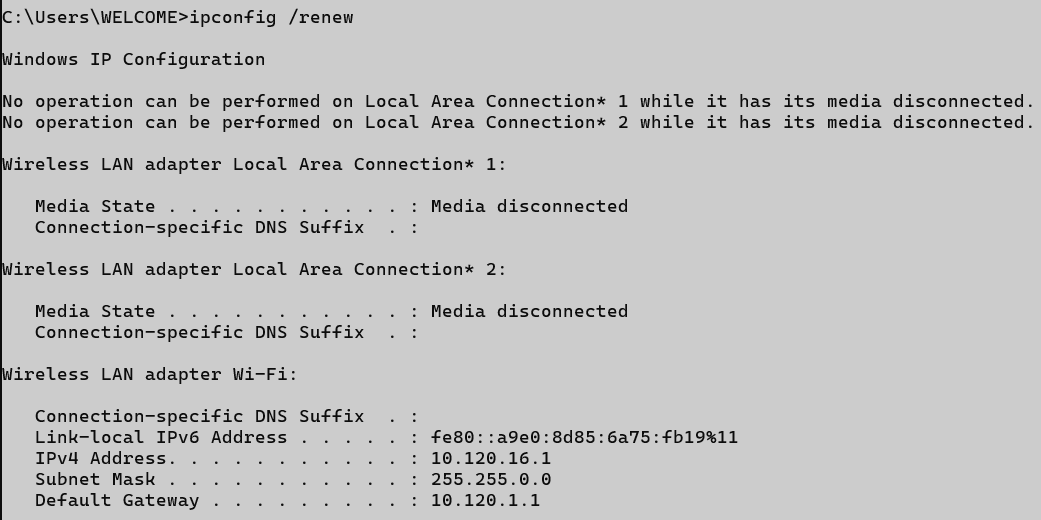 C:\Users\WELCOME>ipconfig /renew
Windows IP Configuration
No operation can be performed on Local Area Connection* 1 while it has its media disconnected.
No operation can be performed on Local Area Connection* 2 while it has its media disconnected.
Wireless LAN adapter Local Area Connection* 1:
   Media State . . . . . . . . . . . : Media disconnected
   Connection-specific DNS Suffix  . :
Wireless LAN adapter Local Area Connection* 2:
   Media State . . . . . . . . . . . : Media disconnected
   Connection-specific DNS Suffix  . :
Wireless LAN adapter Wi-Fi:
   Connection-specific DNS Suffix  . :
   Link-local IPv6 Address . . . . . : fe80::a9e0:8d85:6a75:fb19%11
   IPv4 Address. . . . . . . . . . . : 10.120.16.1
   Subnet Mask . . . . . . . . . . . : 255.255.0.0
   Default Gateway . . . . . . . . . : 10.120.1.1